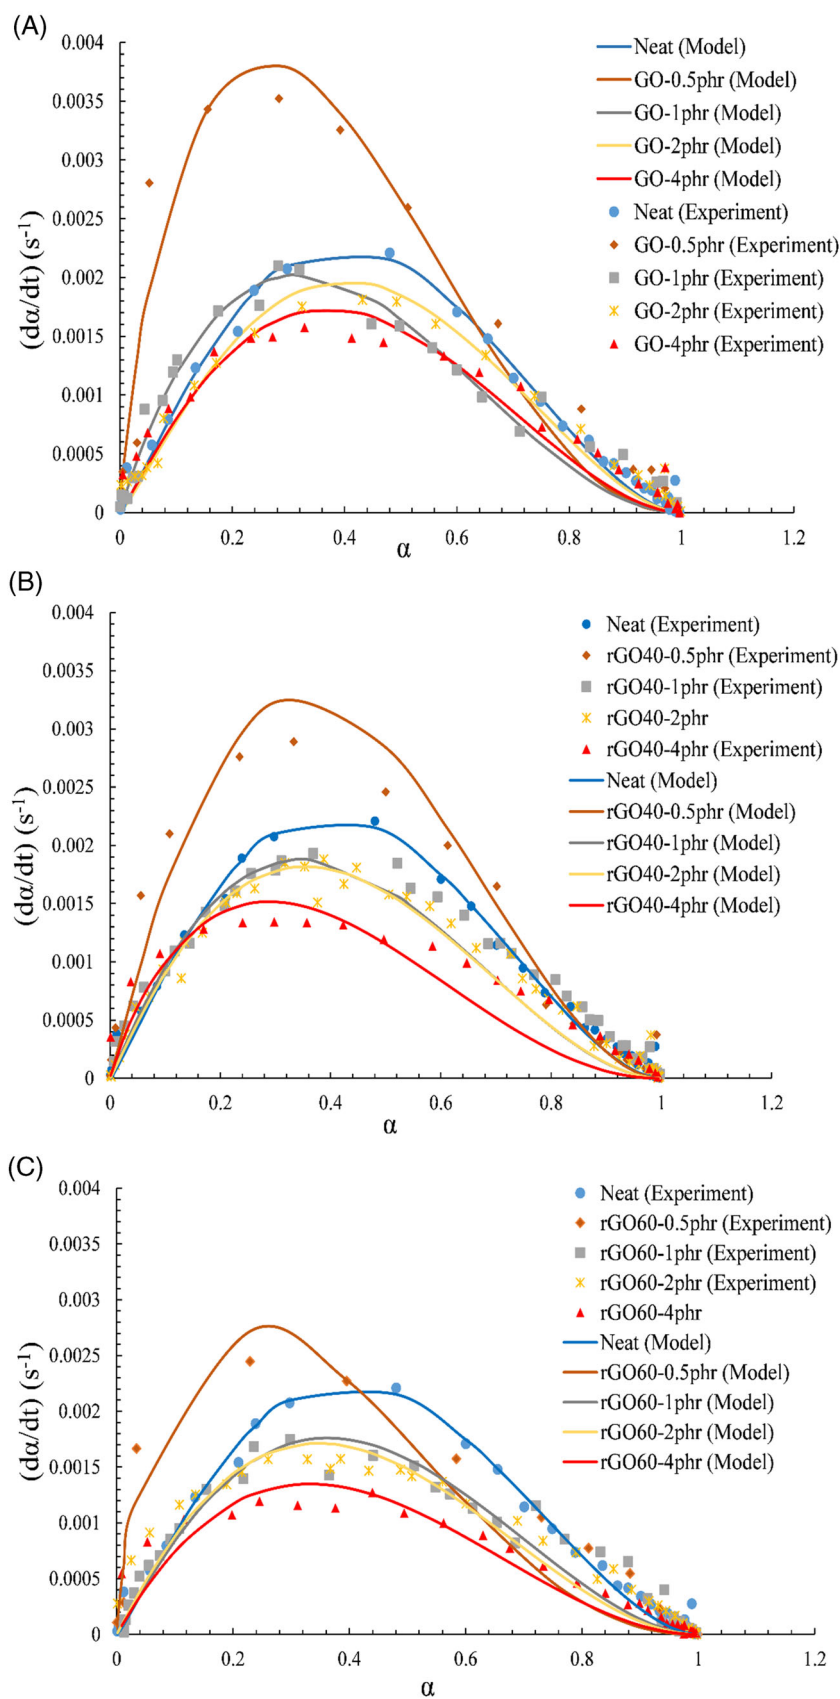 (A)
0.004
0.0035
0.003
0.0025
0.002
0.0015
0.001
0.0005
0
((dα/dt) (s⁻¹)
0 0.2 0.4 0.6 0.8 1 1.2
α
Neat (Model)
GO-0.5phr (Model)
GO-1phr (Model)
GO-2phr (Model)
GO-4phr (Model)
Neat (Experiment)
GO-0.5phr (Experiment)
GO-1phr (Experiment)
GO-2phr (Experiment)
GO-4phr (Experiment)
(B)
0.004
0.0035
0.003
0.0025
0.002
0.0015
0.001
0.0005
0
((dα/dt) (s⁻¹)
0 0.2 0.4 0.6 0.8 1 1.2
α
Neat (Experiment)
rGO40-0.5phr (Experiment)
rGO40-1phr (Experiment)
rGO40-2phr
rGO40-4phr (Experiment)
Neat (Model)
rGO40-0.5phr (Model)
rGO40-1phr (Model)
rGO40-2phr (Model)
rGO40-4phr (Model)
(C)
0.004
0.0035
0.003
0.0025
0.002
0.0015
0.001
0.0005
0
((dα/dt) (s⁻¹)
0 0.2 0.4 0.6 0.8 1 1.2
α
Neat (Experiment)
rGO60-0.5phr (Experiment)
rGO60-1phr (Experiment)
rGO60-2phr (Experiment)
rGO60-4phr
Neat (Model)
rGO60-0.5phr (Model)
rGO60-1phr (Model)
rGO60-2phr (Model)
rGO60-4phr (Model)